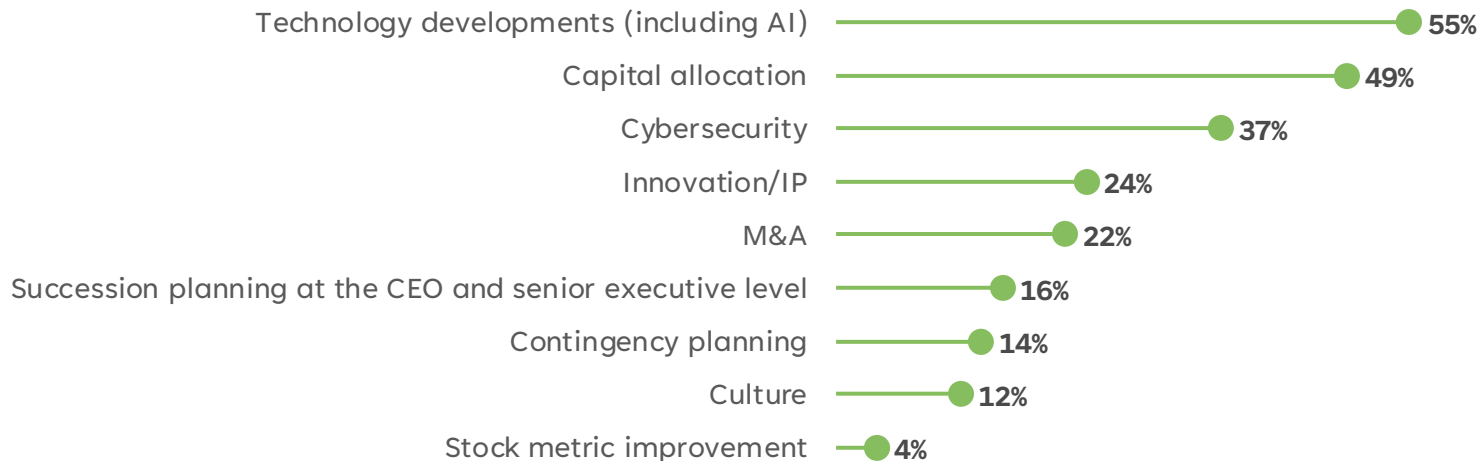 Technology developments (including AI) 55%
Capital allocation 49%
Cybersecurity 37%
Innovation/IP 24%
M&A 22%
Succession planning at the CEO and senior executive level 16%
Contingency planning 14%
Culture 12%
Stock metric improvement 4%